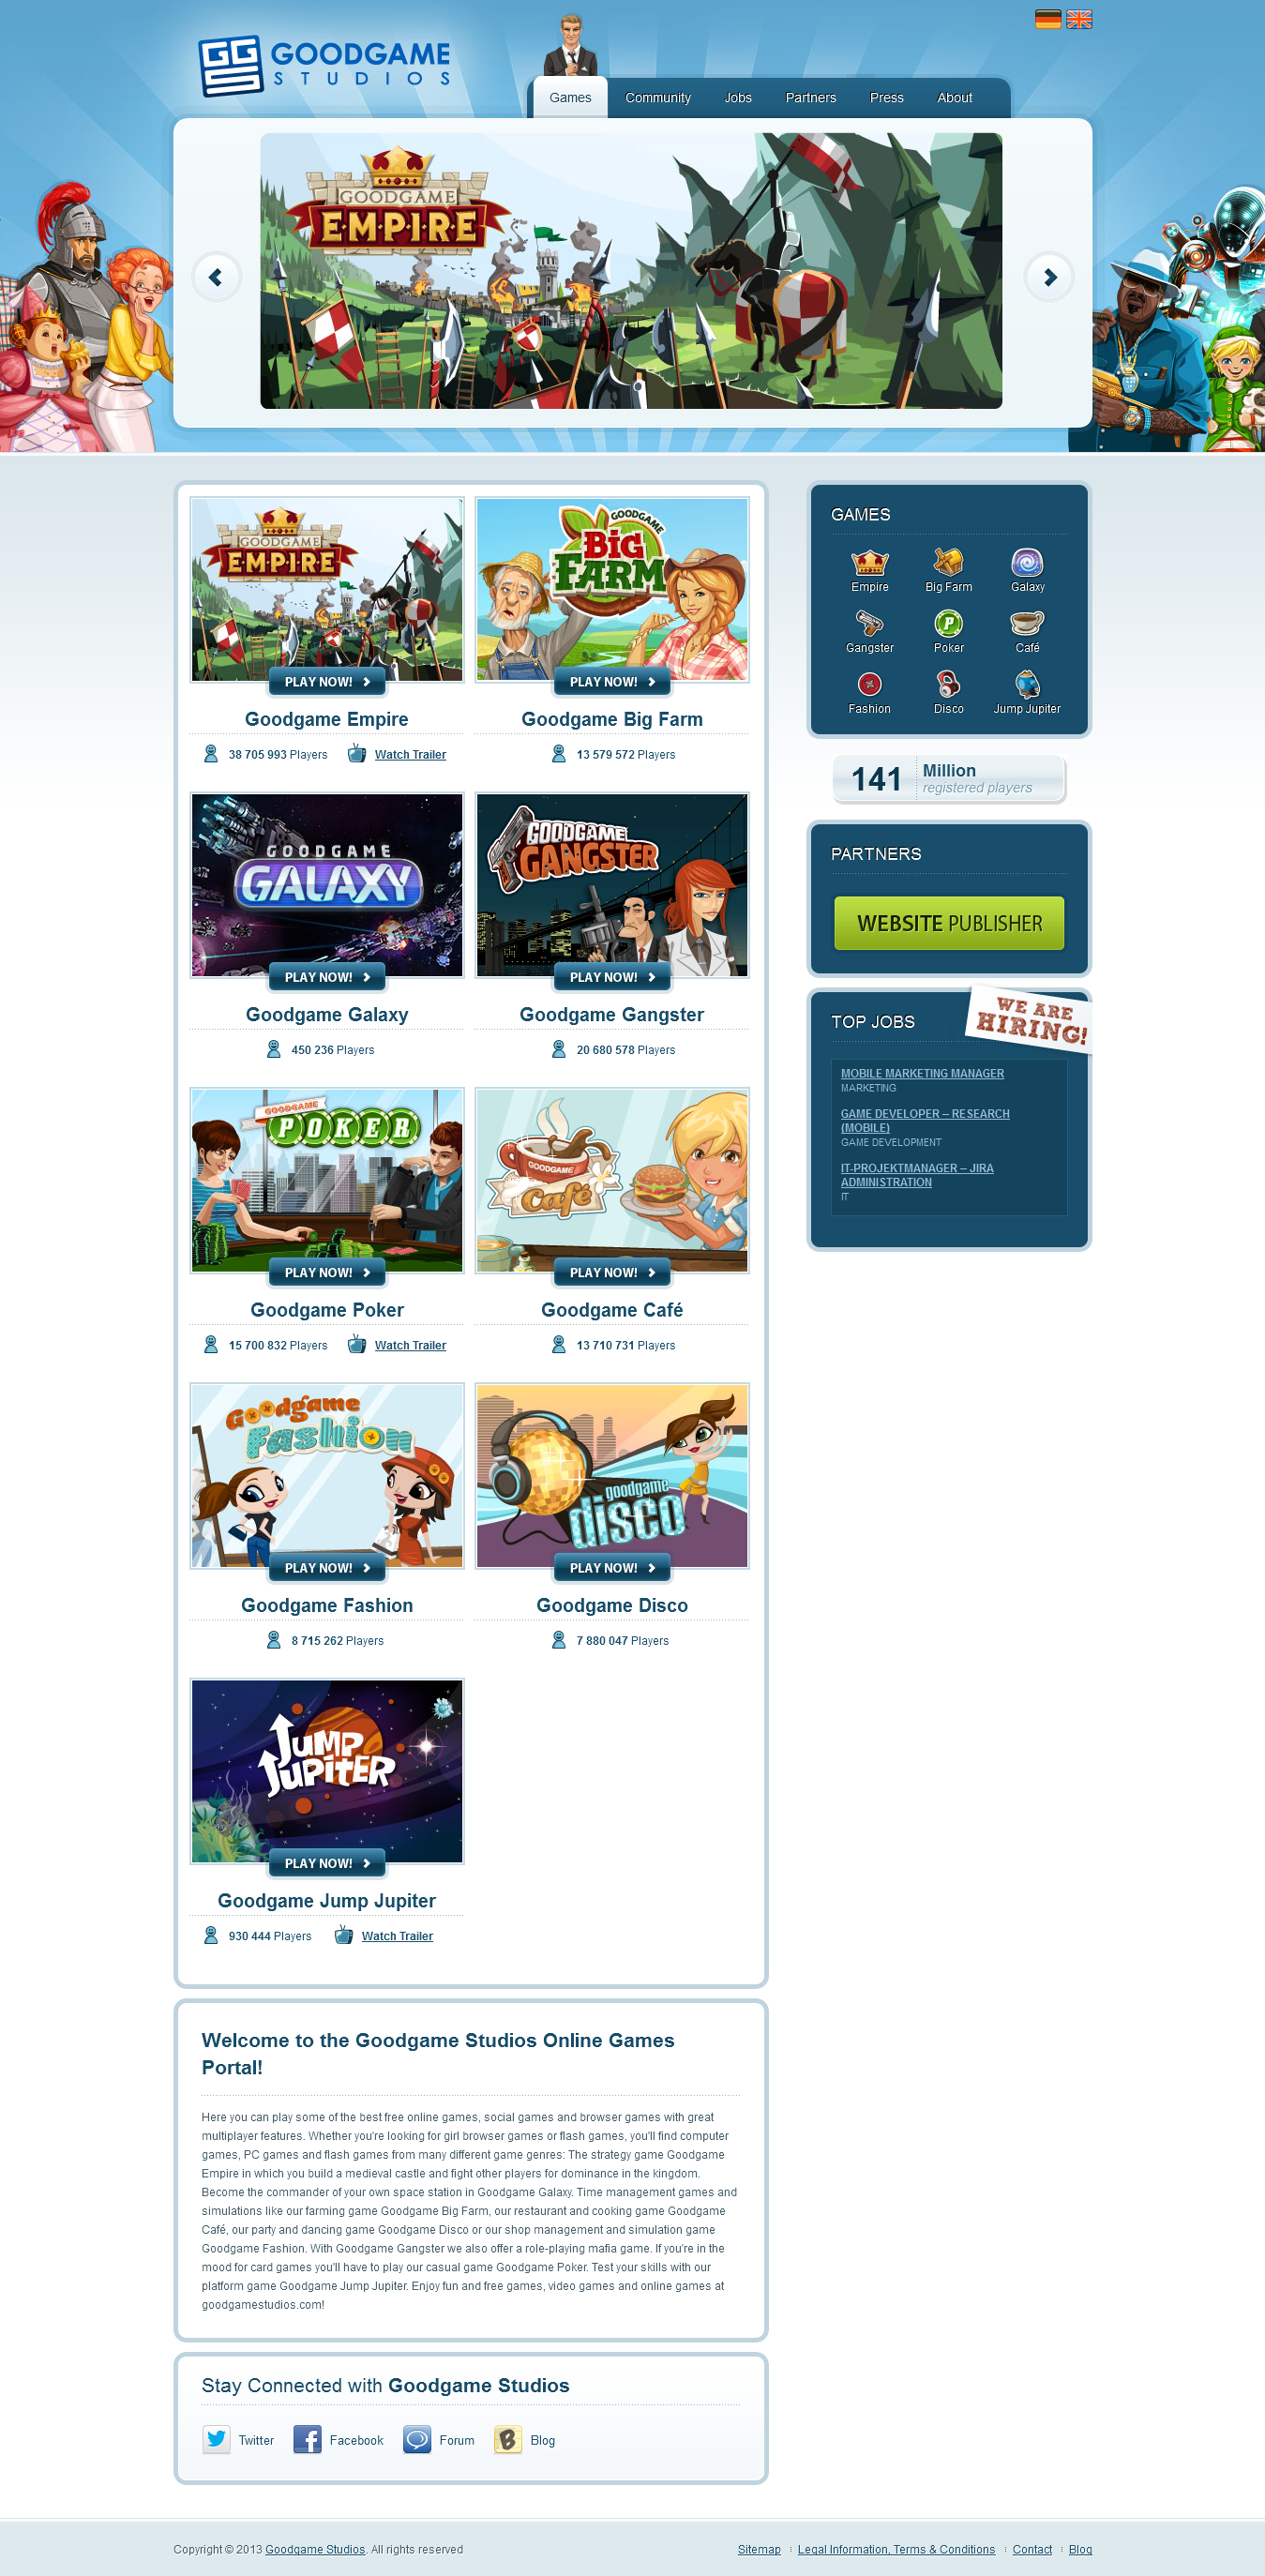 GOODGAME
STUDIOS
Games Community Jobs Partners Press About
GOODGAME
EMPIRE
GOODGAME
EMPIRE
PLAY NOW!
Goodgame Empire
38 705 993 Players Watch Trailer
GOODGAME
BIG
FARM
PLAY NOW!
Goodgame Big Farm
13 579 572 Players
GOODGAME
GALAXY
PLAY NOW!
Goodgame Galaxy
450 236 Players
GOODGAME
GANGSTER
PLAY NOW!
Goodgame Gangster
20 680 578 Players
GOODGAME
POKER
PLAY NOW!
Goodgame Poker
15 700 832 Players Watch Trailer
GOODGAME
Café
PLAY NOW!
Goodgame Café
13 710 731 Players
Goodgame
Fashion
PLAY NOW!
Goodgame Fashion
8 715 262 Players
goodgame
disco
PLAY NOW!
Goodgame Disco
7 880 047 Players
JUMP
JUPITER
PLAY NOW!
Goodgame Jump Jupiter
930 444 Players Watch Trailer
Welcome to the Goodgame Studios Online Games
Portal!
Here you can play some of the best free online games, social games and browser games with great
multiplayer features. Whether you're looking for girl browser games or flash games, you'll find computer
games, PC games and flash games from many different game genres: The strategy game Goodgame
Empire in which you build a medieval castle and fight other players for dominance in the kingdom.
Become the commander of your own space station in Goodgame Galaxy. Time management games and
simulations like our farming game Goodgame Big Farm, our restaurant and cooking game Goodgame
Café, our party and dancing game Goodgame Disco or our shop management and simulation game
Goodgame Fashion. With Goodgame Gangster we also offer a role-playing mafia game. If you're in the
mood for card games you'll have to play our casual game Goodgame Poker. Test your skills with our
platform game Goodgame Jump Jupiter. Enjoy fun and free games, video games and online games at
goodgamestudios.com!
Stay Connected with Goodgame Studios
Twitter Facebook Forum Blog
GAMES
Empire Big Farm Galaxy
Gangster Poker Café
Fashion Disco Jump Jupiter
141 Million
registered players
PARTNERS
WEBSITE PUBLISHER
TOP JOBS
WE ARE
HIRING!
MOBILE MARKETING MANAGER
MARKETING
GAME DEVELOPER – RESEARCH
(MOBILE)
GAME DEVELOPMENT
IT-PROJEKTMANAGER – JIRA
ADMINISTRATION
IT
Copyright © 2013 Goodgame Studios. All rights reserved
Sitemap Legal Information, Terms & Conditions Contact Blog